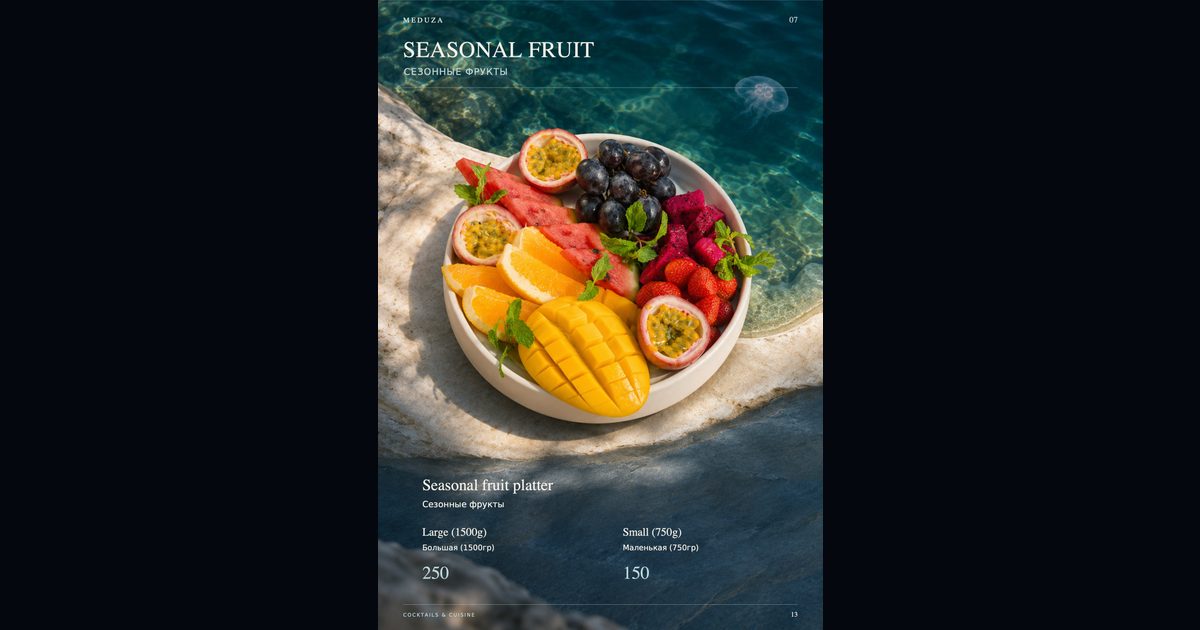 MEDUZA
07
SEASONAL FRUIT
СЕЗОННЫЕ ФРУКТЫ
Seasonal fruit platter
Сезонные фрукты
Large (1500g)
Большая (1500гр)
250
Small (750g)
Маленькая (750гр)
150
COCKTAILS & CUISINE
13